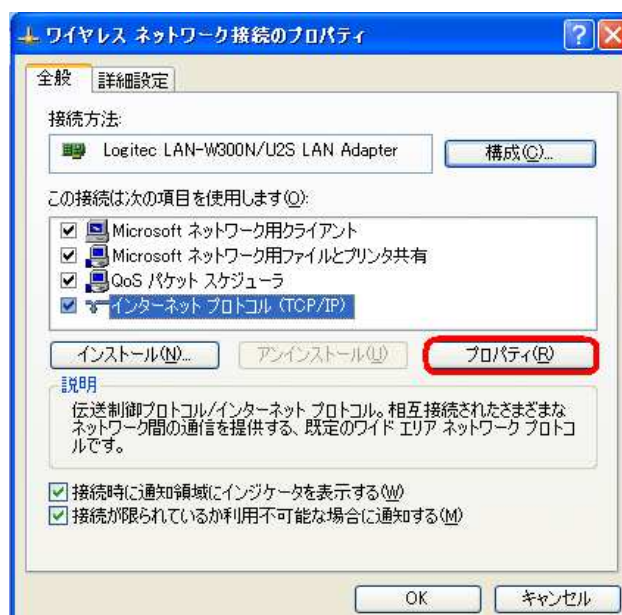 ワイヤレス ネットワーク接続のプロパティ
全般 詳細設定
接続方法:
Logitec LAN-W300N/U2S LAN Adapter 構成(C)...
この接続は次の項目を使用します(O):
Microsoft ネットワーク用クライアント
Microsoft ネットワーク用ファイルとプリンタ共有
QoS パケット スケジューラ
インターネット プロトコル (TCP/IP)
インストール(N)... アンインストール(U) プロパティ(R)
説明
伝送制御プロトコル/インターネット プロトコル。相互接続されたさまざまな
ネットワーク間の通信を提供する、既定のワイド エリア ネットワーク プロトコ
ルです。
接続時に通知領域にインジケータを表示する(W)
接続が限られているか利用不可能な場合に通知する(M)
OK キャンセル